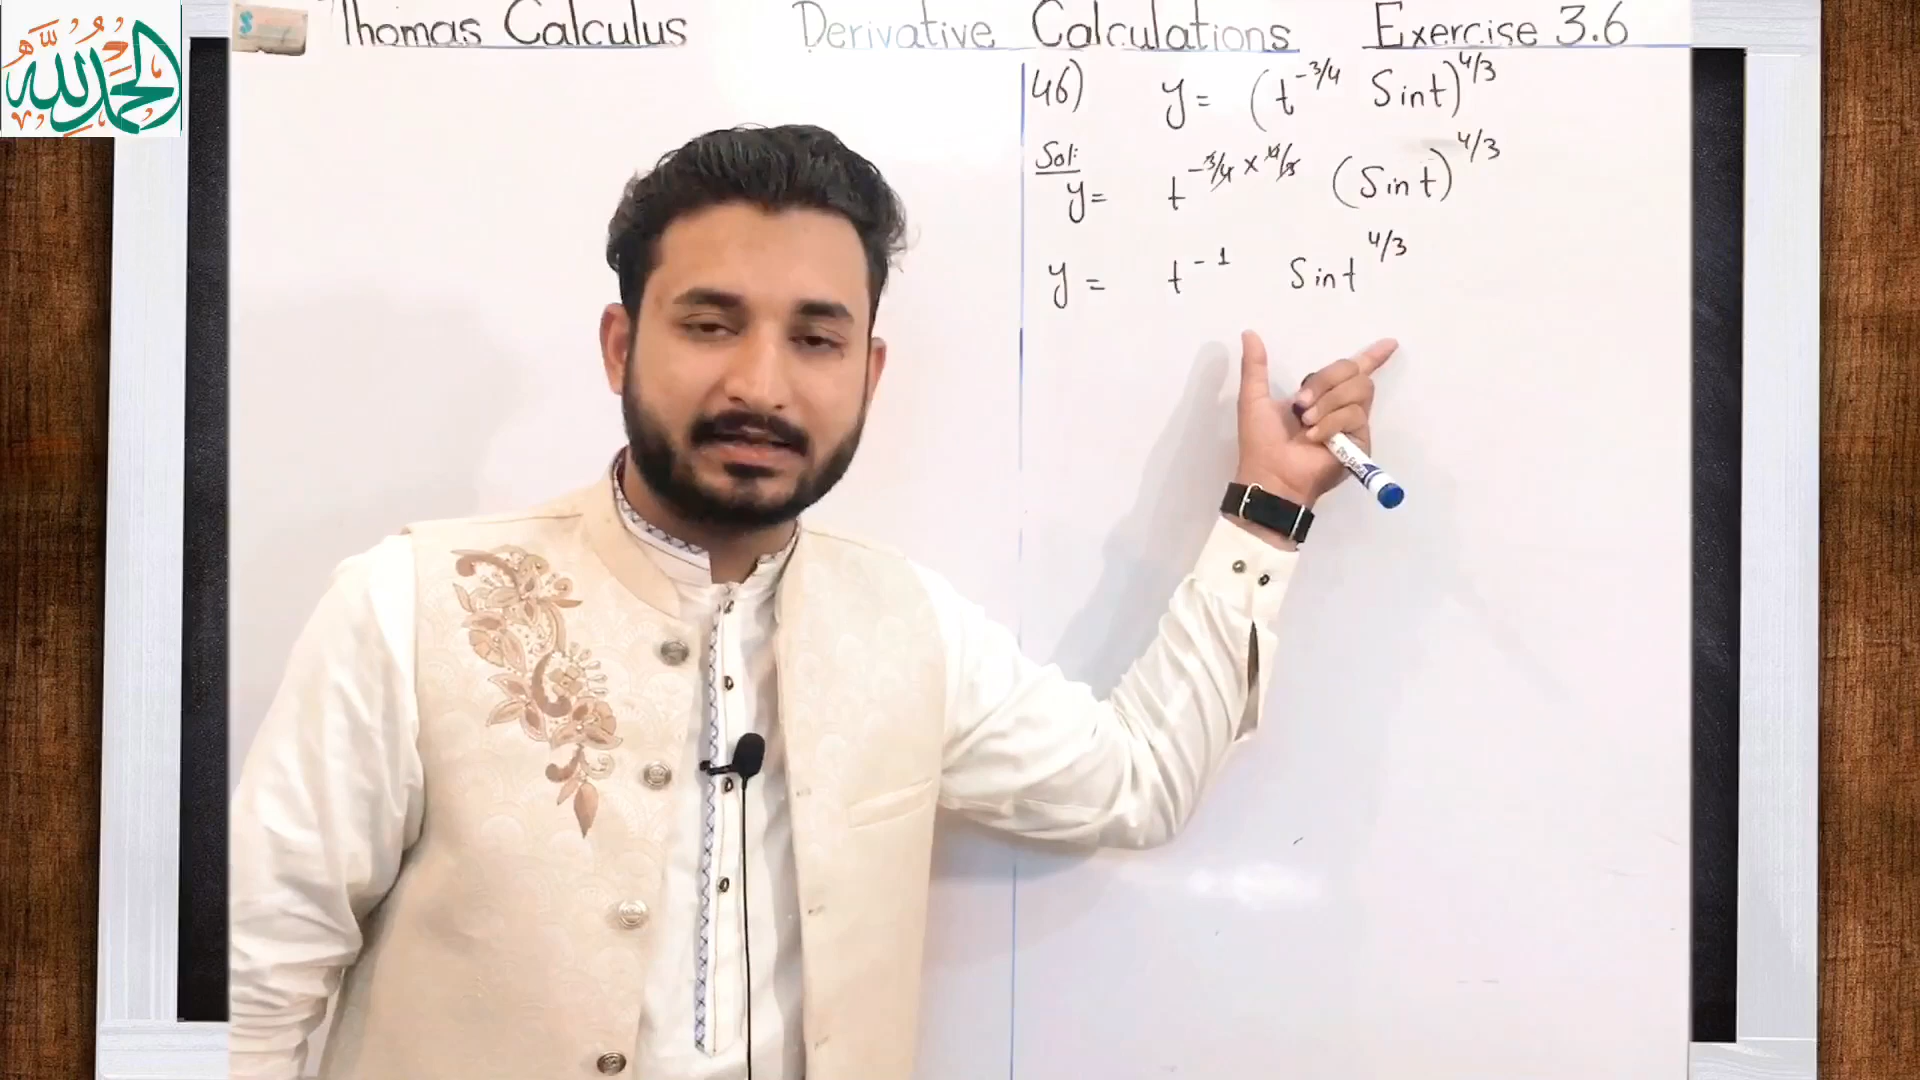 الحمد لله
Thomas Calculus Derivative Calculations Exercise 3.6
46) y = (t^-3/4 Sint)^4/3
Sol:
y = t^-3/4 × 4/3 (Sint)^4/3
y = t^-1 Sint^4/3